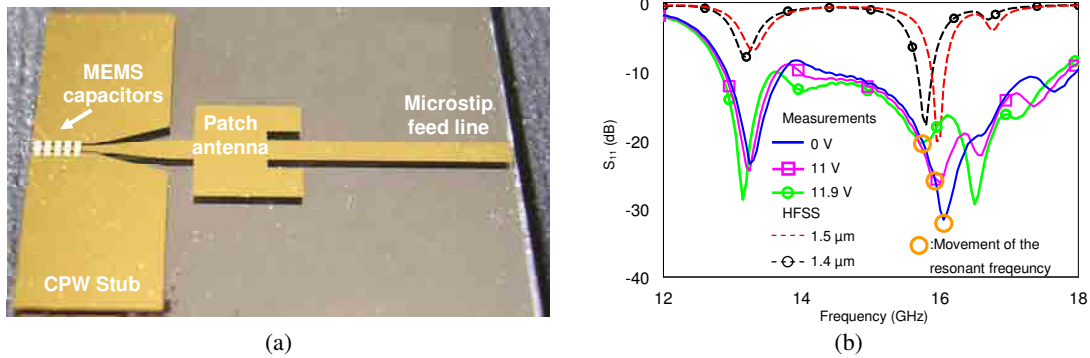 MEMS
capacitors
Patch
antenna
Microstip.
feed line
CPW Stub
(a)
0
-10
-20
-30
-40
S11 (dB)
Measurements
0 V
11 V
11.9 V
HFSS
1.5 μm
1.4 μm
:Movement of the
resonant freqeuncy
12
14
16
18
Frequency (GHz)
(b)